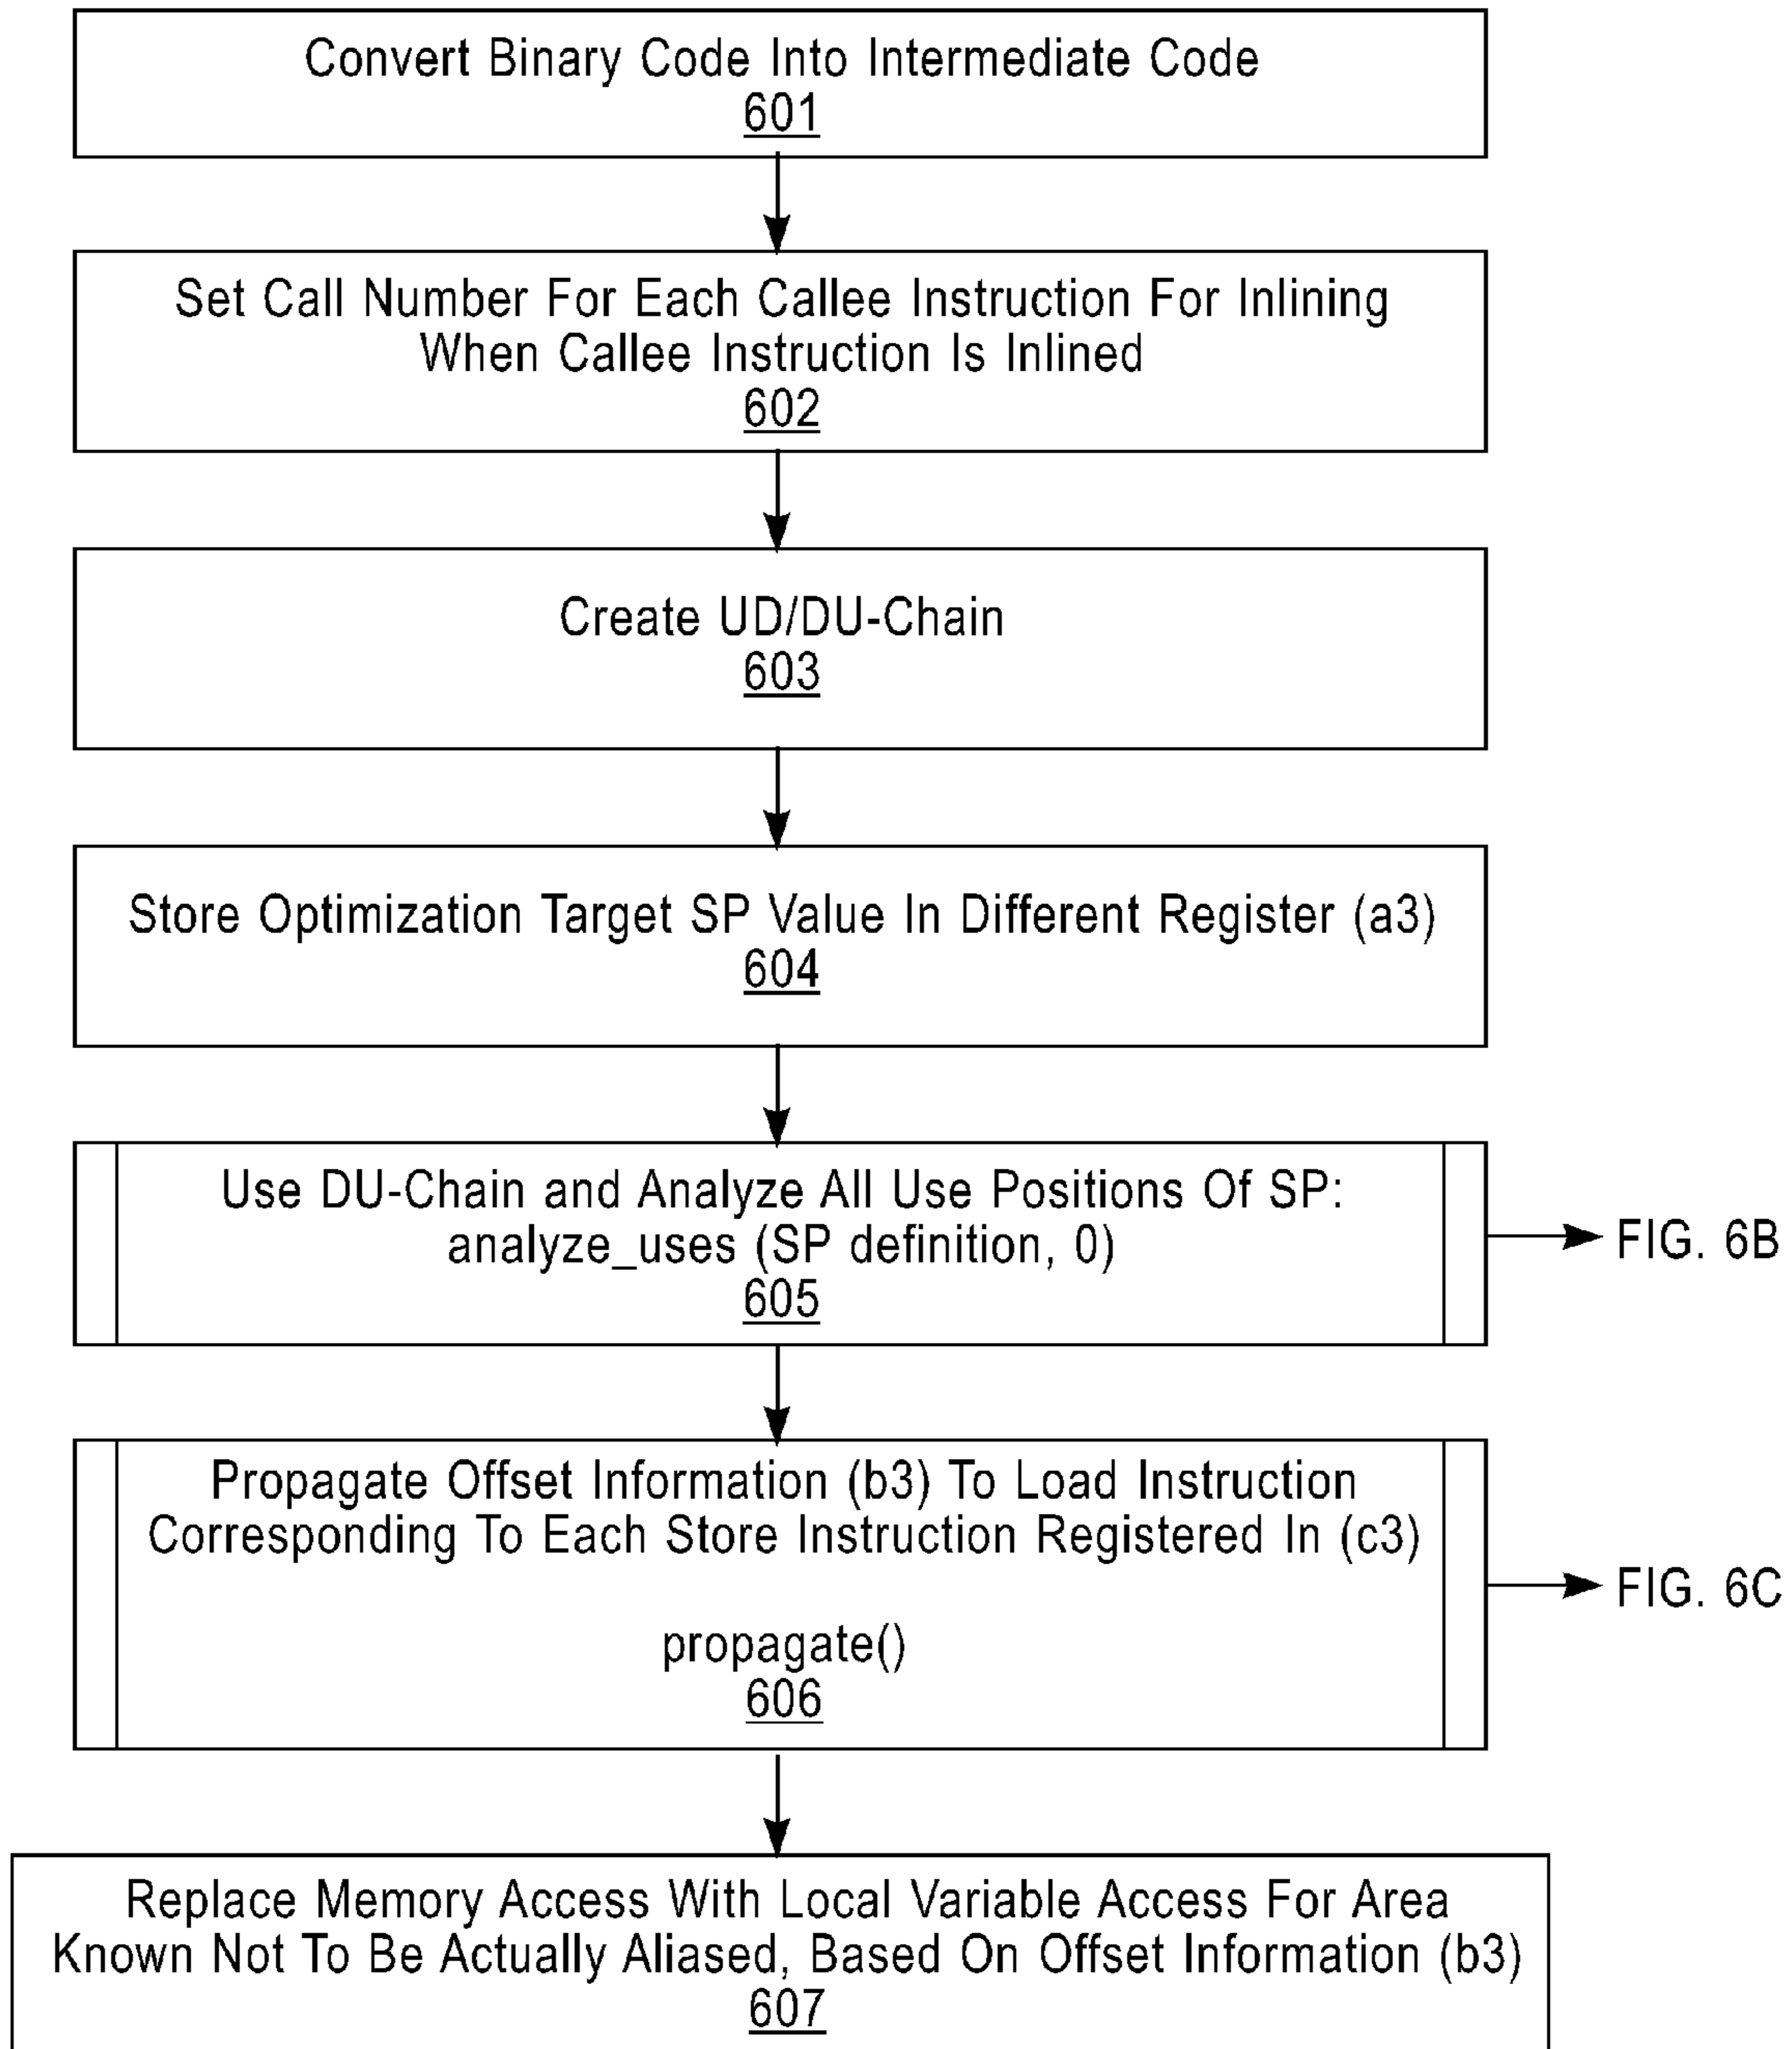 Convert Binary Code Into Intermediate Code
601
Set Call Number For Each Callee Instruction For Inlining
When Callee Instruction Is Inlined
602
Create UD/DU-Chain
603
Store Optimization Target SP Value In Different Register (a3)
604
Use DU-Chain and Analyze All Use Positions Of SP:
analyze_uses (SP definition, 0)
605
FIG. 6B
Propagate Offset Information (b3) To Load Instruction
Corresponding To Each Store Instruction Registered In (c3)
propagate()
606
FIG. 6C
Replace Memory Access With Local Variable Access For Area
Known Not To Be Actually Aliased, Based On Offset Information (b3)
607